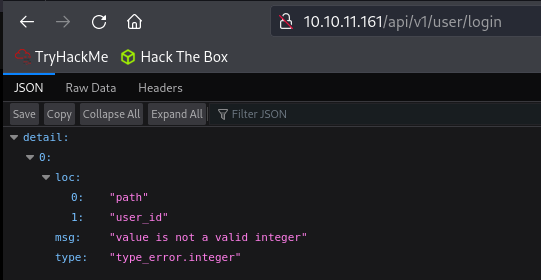 10.10.11.161/api/v1/user/login
TryHackMe Hack The Box
JSON Raw Data Headers
Save Copy Collapse All Expand All Filter JSON
detail:
0:
loc:
0: "path"
1: "user_id"
msg: "value is not a valid integer"
type: "type_error.integer"